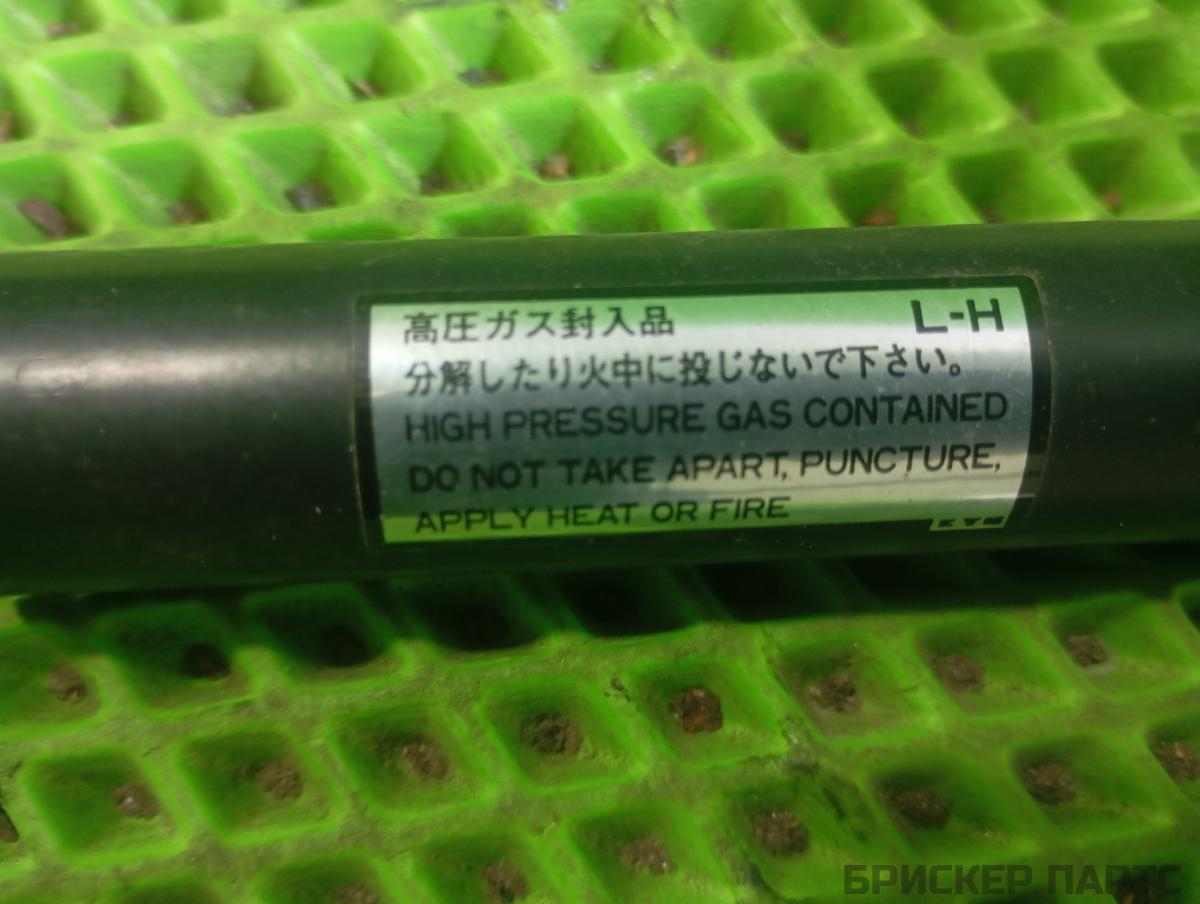 高圧ガス封入品 L-H
分解したり火中に投じないで下さい。
HIGH PRESSURE GAS CONTAINED
DO NOT TAKE APART, PUNCTURE,
APPLY HEAT OR FIRE
БРИСКЕР ПАРТС